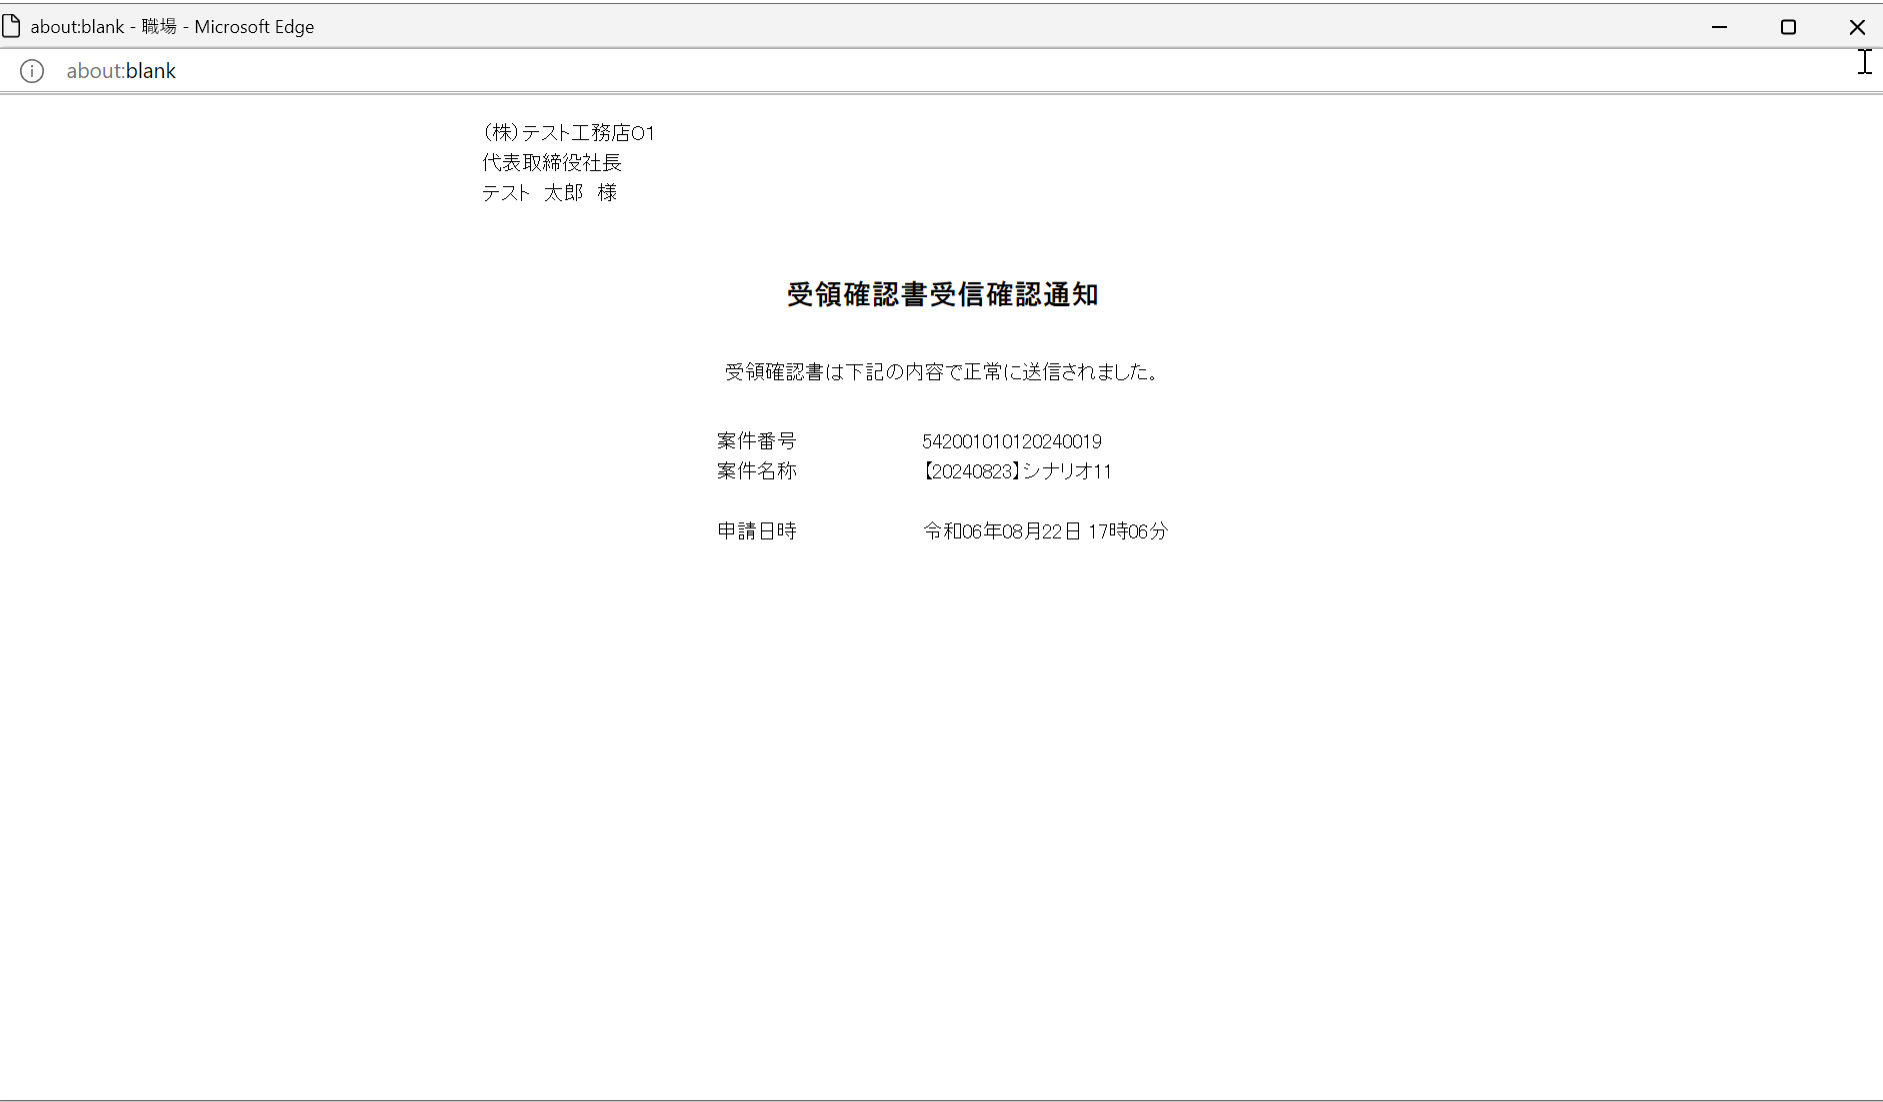 about:blank - 職場 - Microsoft Edge
about:blank
(株)テスト工務店01
代表取締役社長
テスト　太郎　様
受領確認書受信確認通知
受領確認書は下記の内容で正常に送信されました。
案件番号 542001010120240019
案件名称 【20240823】シナリオ11
申請日時 令和06年08月22日 17時06分